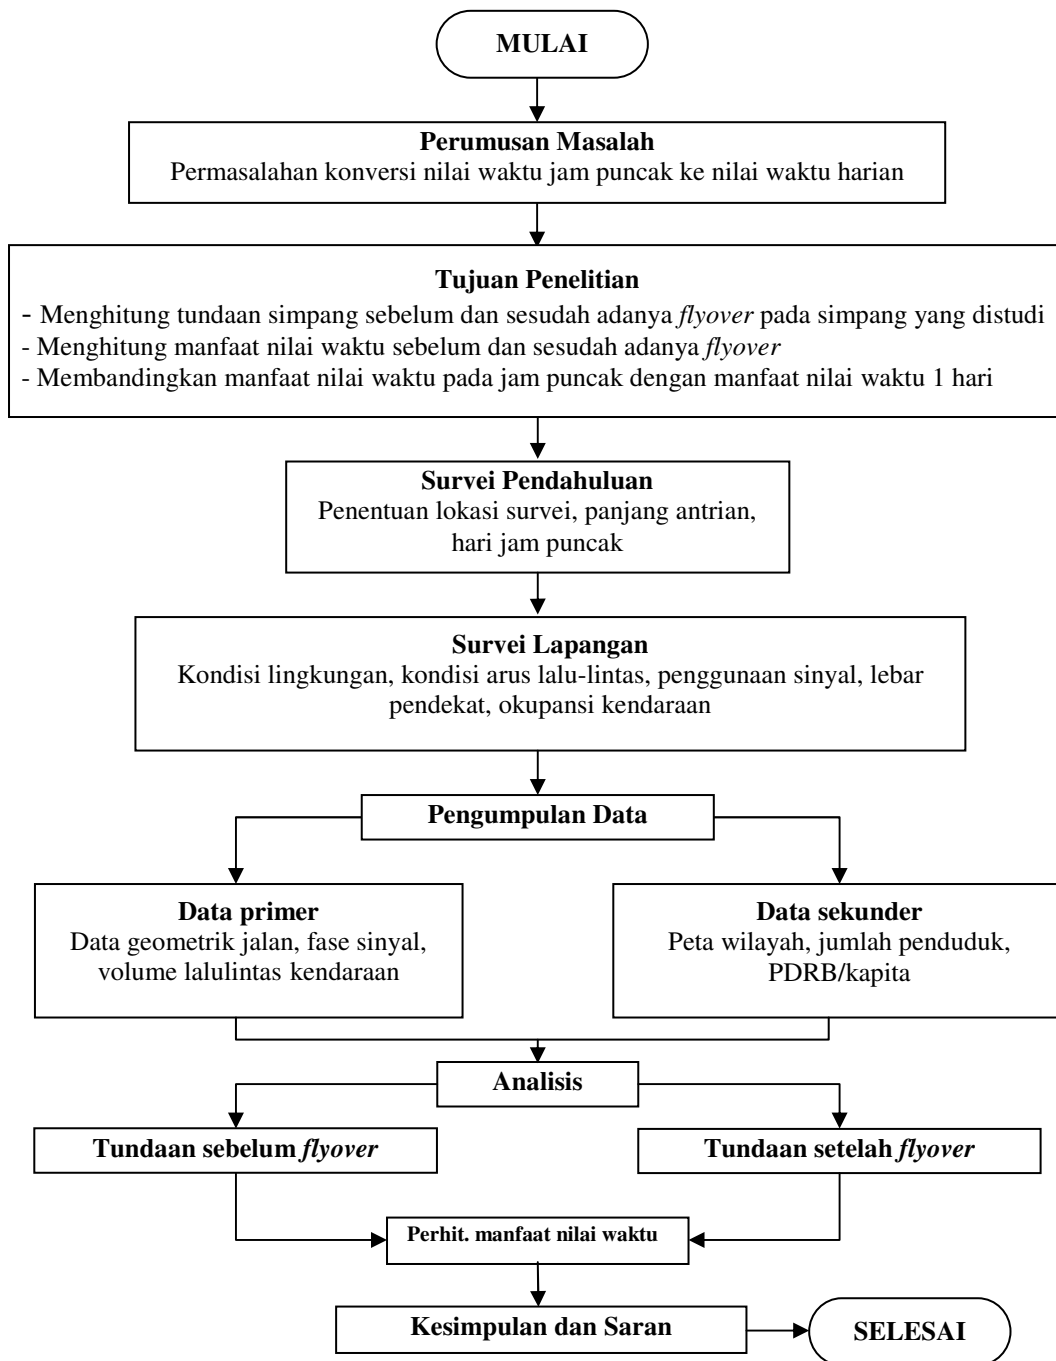 MULAI
Perumusan Masalah
Permasalahan konversi nilai waktu jam puncak ke nilai waktu harian
Tujuan Penelitian
- Menghitung tundaan simpang sebelum dan sesudah adanya flyover pada simpang yang distudi
- Menghitung manfaat nilai waktu sebelum dan sesudah adanya flyover
- Membandingkan manfaat nilai waktu pada jam puncak dengan manfaat nilai waktu 1 hari
Survei Pendahuluan
Penentuan lokasi survei, panjang antrian,
hari jam puncak
Survei Lapangan
Kondisi lingkungan, kondisi arus lalu-lintas, penggunaan sinyal, lebar
pendekat, okupansi kendaraan
Pengumpulan Data
Data primer
Data geometrik jalan, fase sinyal,
volume lalulintas kendaraan
Data sekunder
Peta wilayah, jumlah penduduk,
PDRB/kapita
Analisis
Tundaan sebelum flyover
Tundaan setelah flyover
Perhit. manfaat nilai waktu
Kesimpulan dan Saran
SELESAI